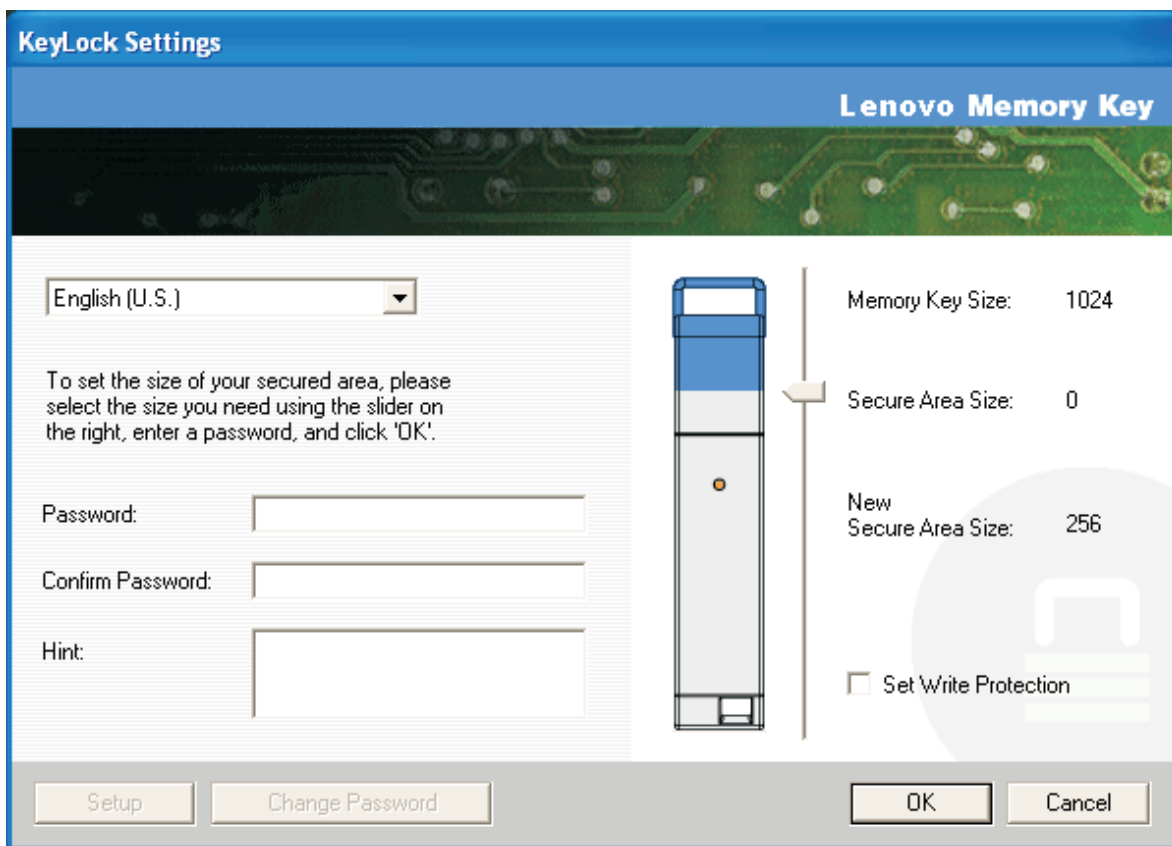 KeyLock Settings
Lenovo Memory Key
English (U.S.)
To set the size of your secured area, please
select the size you need using the slider on
the right, enter a password, and click 'OK'.
Password:
Confirm Password:
Hint:
Memory Key Size: 1024
Secure Area Size: 0
New
Secure Area Size: 256
Set Write Protection
Setup
Change Password
OK
Cancel